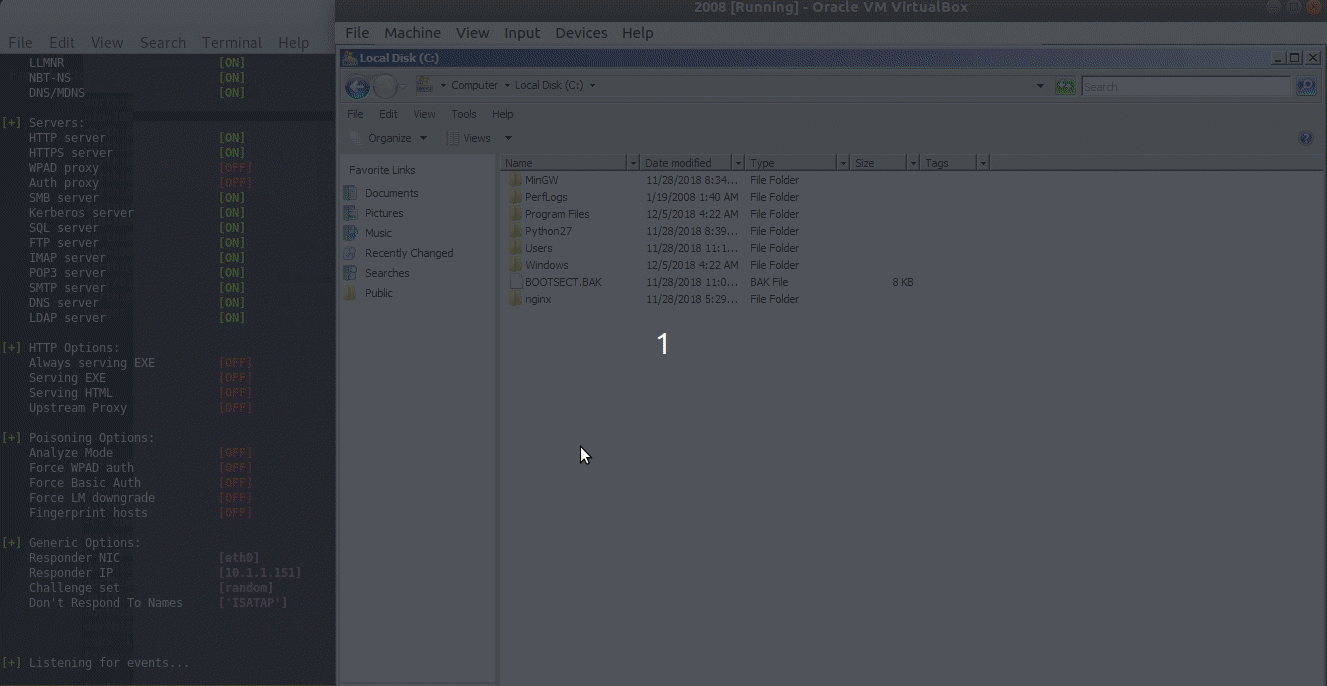 2008 [Running] - Oracle VM VirtualBox
File Edit View Search Terminal Help
LLMNR [ON]
NBT-NS [ON]
DNS/MDNS [ON]
[+] Servers:
HTTP server [ON]
HTTPS server [ON]
WPAD proxy [OFF]
Auth proxy [OFF]
SMB server [ON]
Kerberos server [ON]
SQL server [ON]
FTP server [ON]
IMAP server [ON]
POP3 server [ON]
SMTP server [ON]
DNS server [ON]
LDAP server [ON]
[+] HTTP Options:
Always serving EXE [OFF]
Serving EXE [OFF]
Serving HTML [OFF]
Upstream Proxy [OFF]
[+] Poisoning Options:
Analyze Mode [OFF]
Force WPAD auth [OFF]
Force Basic Auth [OFF]
Force LM downgrade [OFF]
Fingerprint hosts [OFF]
[+] Generic Options:
Responder NIC [eth0]
Responder IP [10.1.1.151]
Challenge set [random]
Don't Respond To Names ['ISATAP']
[+] Listening for events...
File Machine View Input Devices Help
Local Disk (C:)
Computer Local Disk (C:) Search
File Edit View Tools Help
Organize Views
Favorite Links
Documents
Pictures
Music
Recently Changed
Searches
Public
Name Date modified Type Size Tags
MinGW 11/28/2018 8:34... File Folder
PerfLogs 1/19/2008 1:40 AM File Folder
Program Files 12/5/2018 4:22 AM File Folder
Python27 11/28/2018 8:39... File Folder
Users 11/28/2018 11:1... File Folder
Windows 12/5/2018 4:22 AM File Folder
BOOTSECT.BAK 11/28/2018 11:0... BAK File 8 KB
nginx 11/28/2018 5:29... File Folder
1